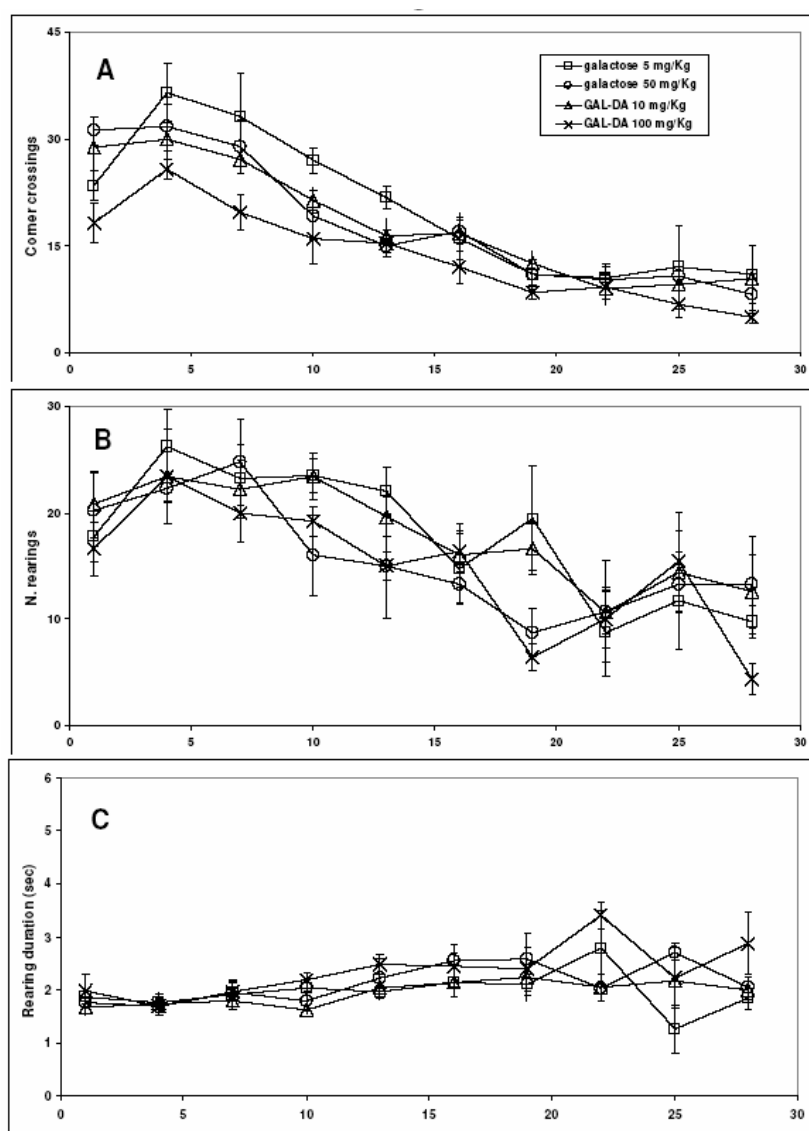 45
A
galactose 5 mg/Kg
galactose 50 mg/Kg
GAL-DA 10 mg/Kg
GAL-DA 100 mg/Kg
30
Corner crossings
15
0
0 5 10 15 20 25 30
30
B
20
N. rearings
10
0
0 5 10 15 20 25 30
6
C
5
4
Rearing duration (sec)
3
2
1
0
0 5 10 15 20 25 30